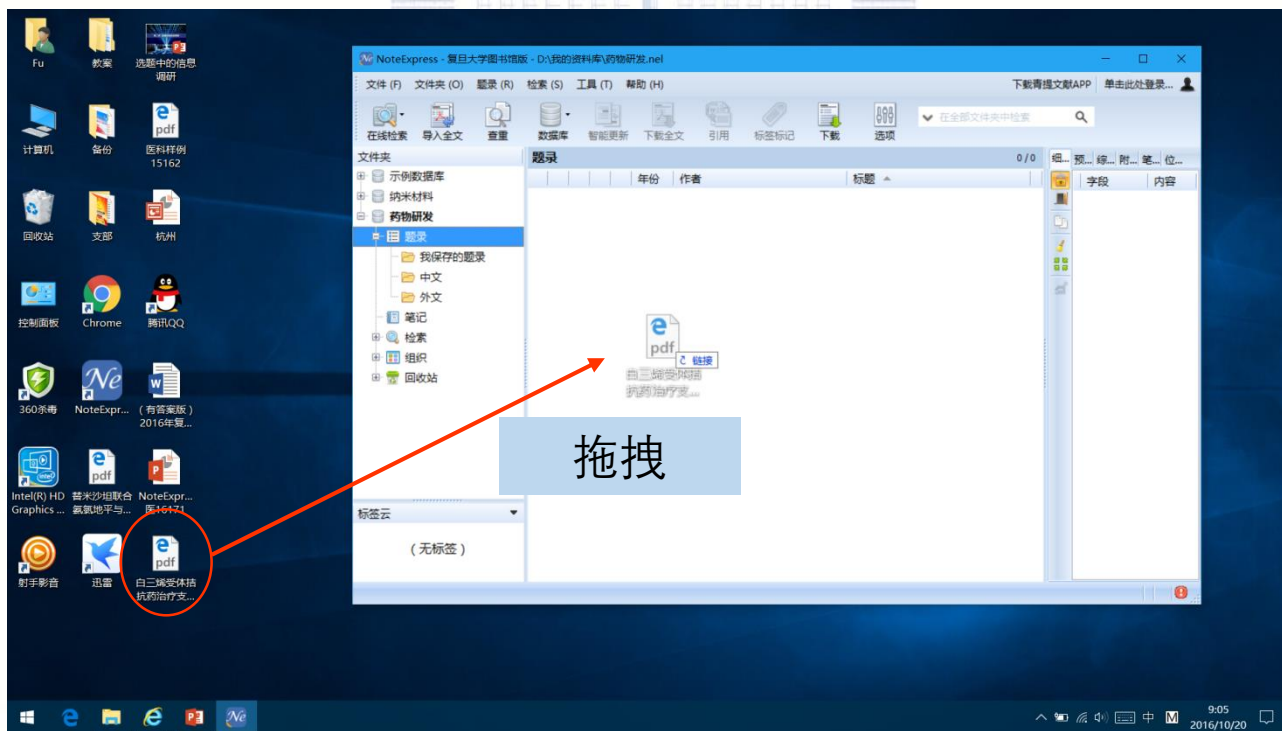 Fu
教案
选题中的信息
调研
计算机
备份
pdf
医科样例
15162
回收站
支部
杭州
控制面板
Chrome
腾讯QQ
360杀毒
NoteExpr...
(有答案版)
2016年复...
Intel(R) HD
Graphics ...
pdf
替米沙坦联合
氨氯地平与...
NoteExpr...
医16171
射手影音
迅雷
pdf
白三烯受体拮
抗药治疗支...
NoteExpress - 复旦大学图书馆版 - D:\我的资料库\药物研发.nel
文件 (F) 文件夹 (O) 题录 (R) 检索 (S) 工具 (T) 帮助 (H) 下载青提文献APP 单击此处登录...
在线检索 导入全文 查重 数据库 智能更新 下载全文 引用 标签标记 下载 选项 在全部文件夹中检索
文件夹
示例数据库
纳米材料
药物研发
题录
我保存的题录
中文
外文
笔记
检索
组织
回收站
标签云
(无标签)
题录 0/0
年份 作者 标题
pdf
链接
白三烯受体拮
抗药治疗支...
拖拽
细... 预... 综... 附... 笔... 位...
字段 内容
Ne
中 M
9:05
2016/10/20